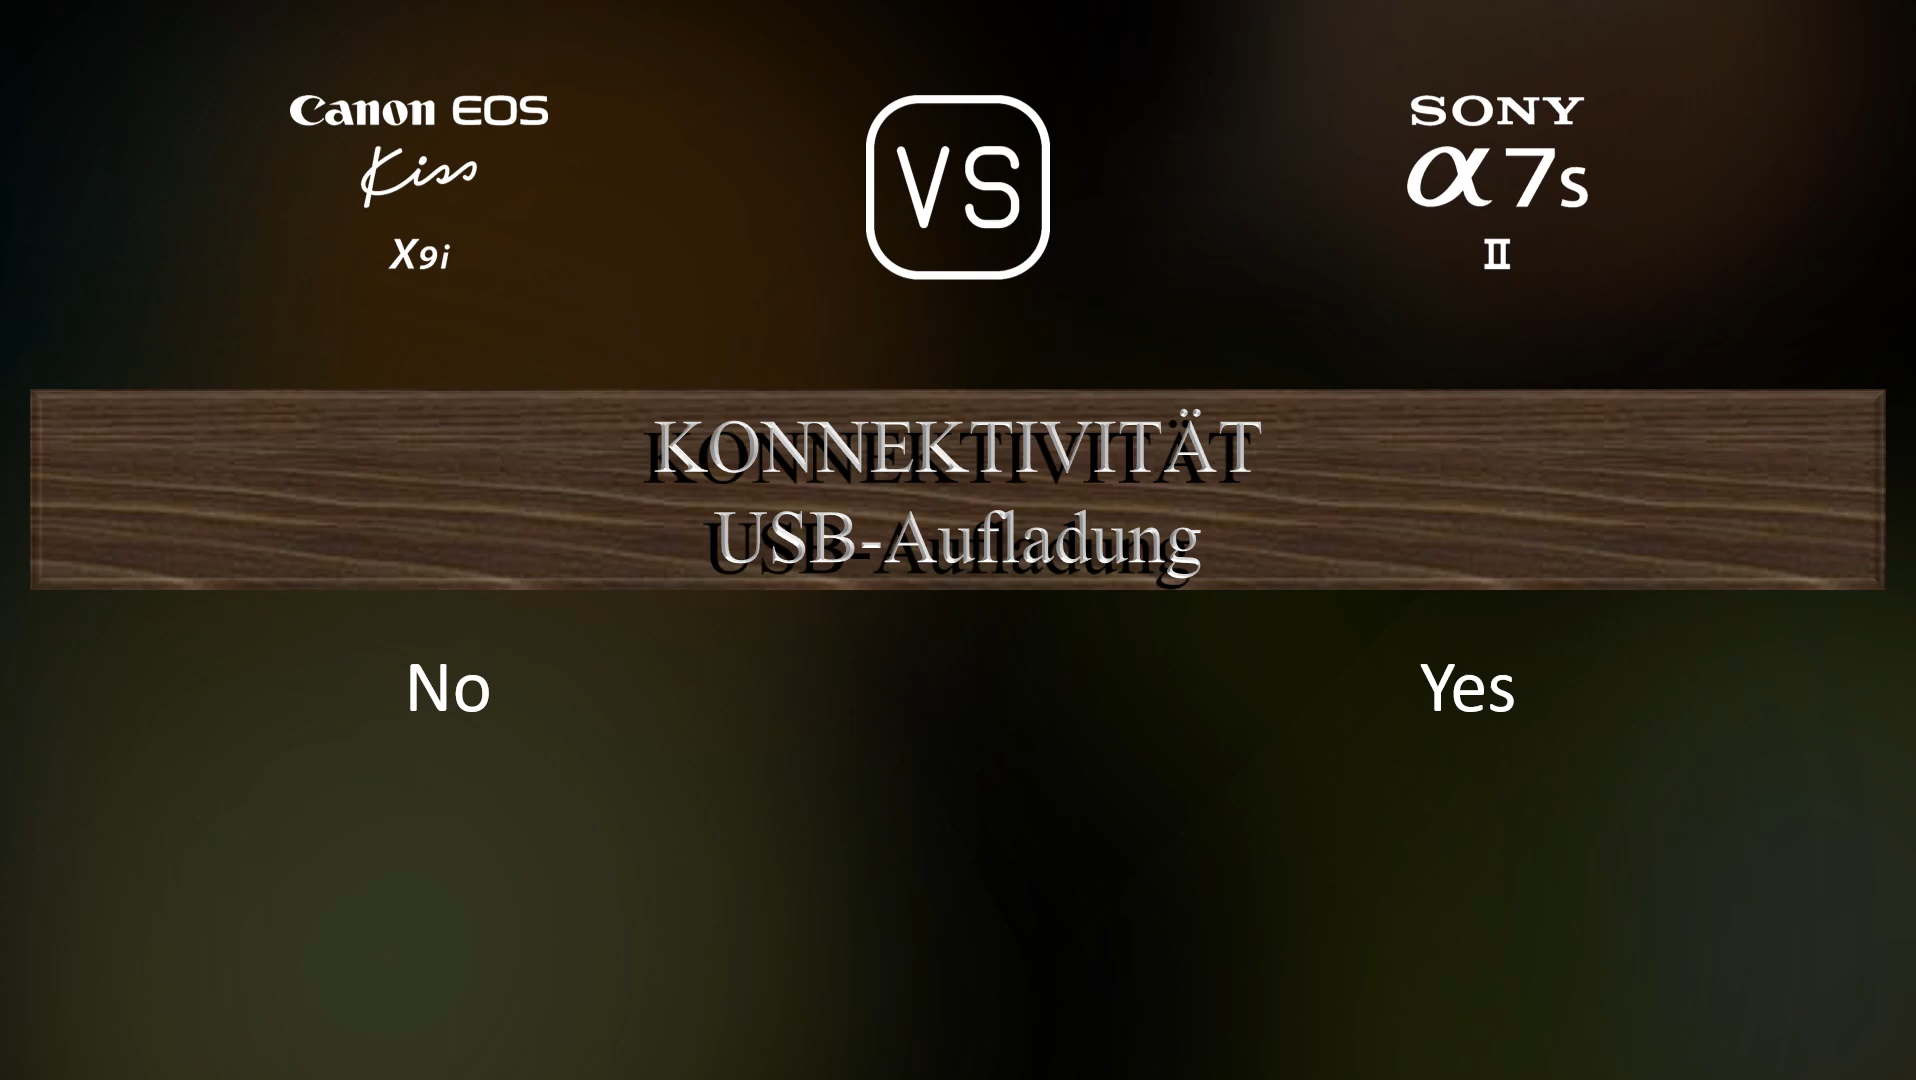 Canon EOS
Kiss
X9i
VS
SONY
α7s
II
KONNEKTIVITÄT
USB-Aufladung
No
Yes